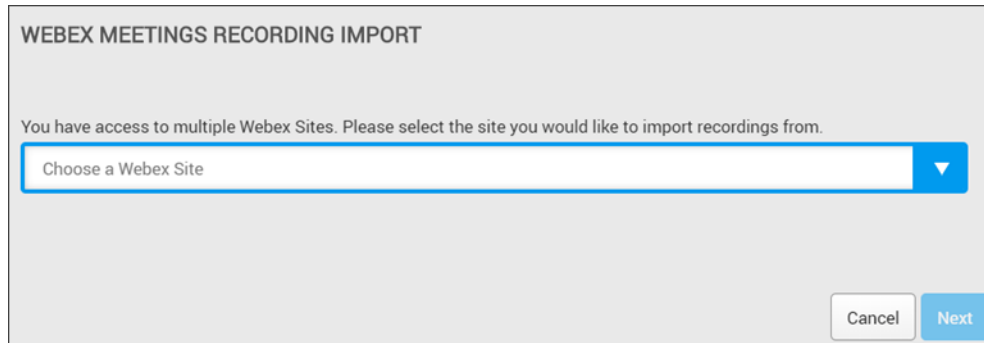 WEBEX MEETINGS RECORDING IMPORT
You have access to multiple Webex Sites. Please select the site you would like to import recordings from.
Choose a Webex Site
Cancel Next